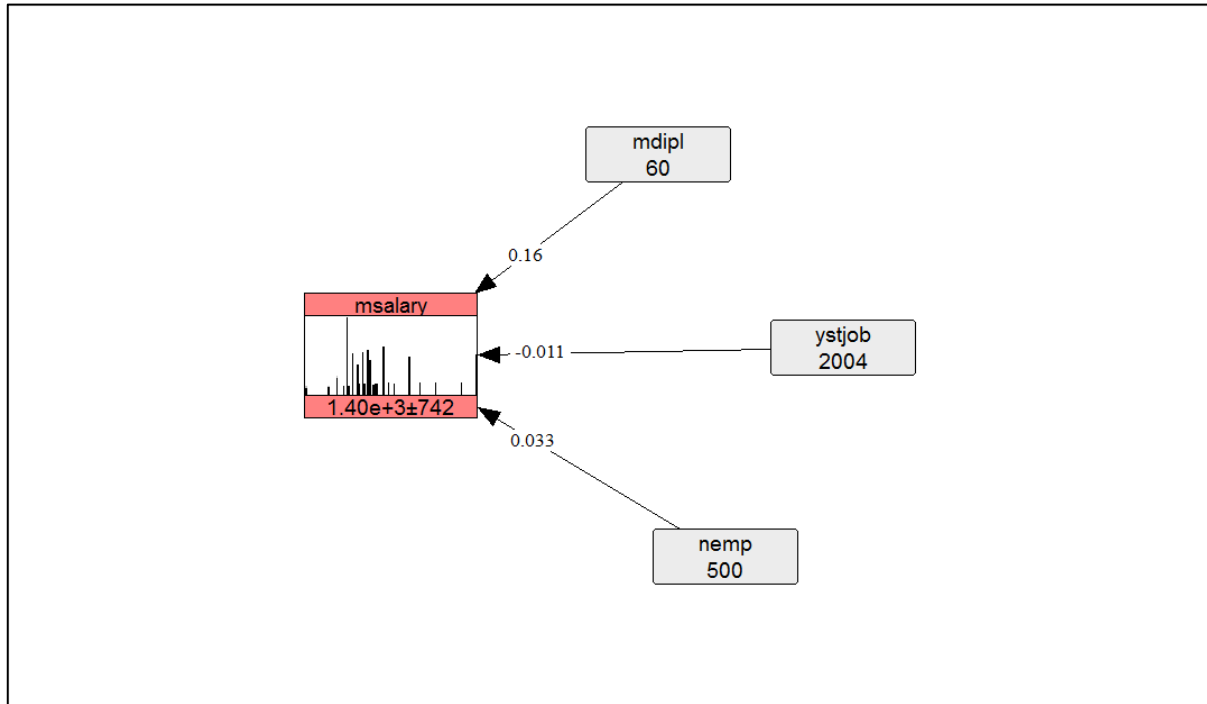 mdipl
60
0.16
msalary
ystjob
2004
-0.011
1.40e+3±742
0.033
nemp
500